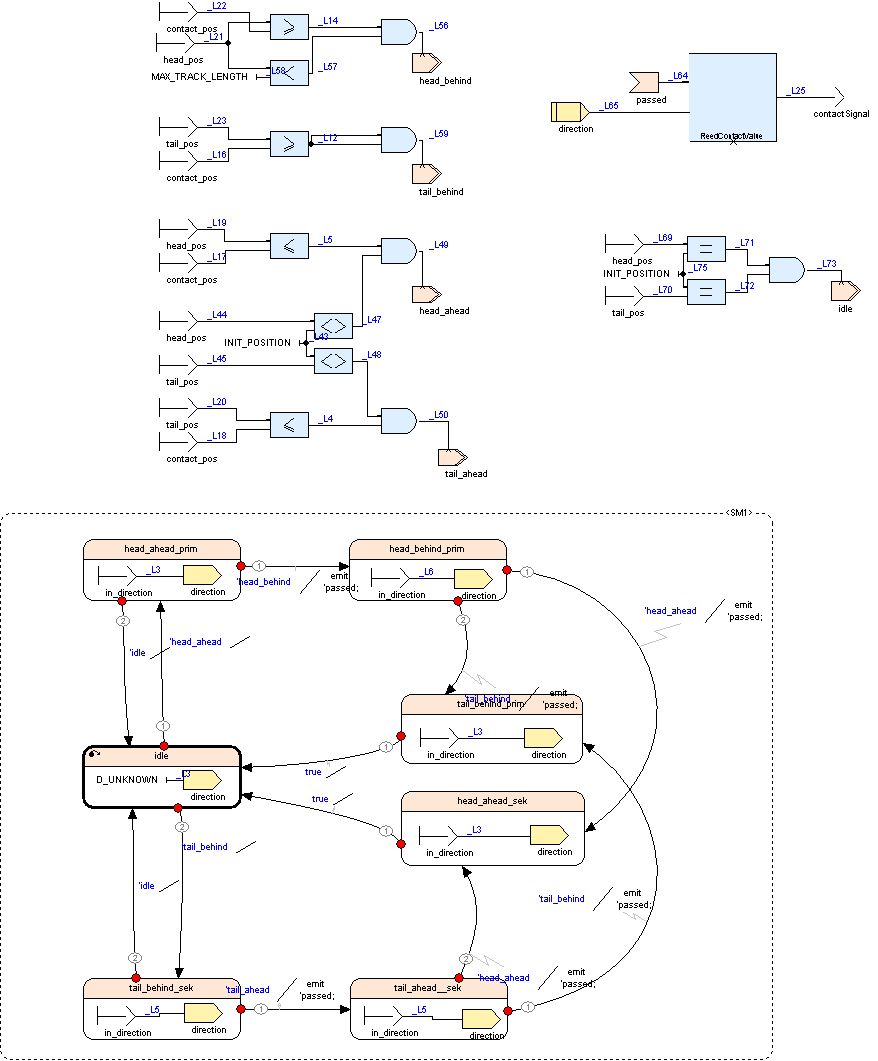 _L22
contact_pos
_L14
_L56
_L21
head_pos
MAX_TRACK_LENGTH
_L58
_L57
head_behind
_L64
passed
_L25
_L65
direction
contactSignal
ReedContactValue
_L23
tail_pos
_L12
_L59
_L16
contact_pos
tail_behind
_L19
head_pos
_L5
_L49
_L17
contact_pos
head_ahead
_L69
head_pos
_L71
INIT_POSITION
_L75
_L73
_L70
_L72
tail_pos
idle
_L44
head_pos
_L47
INIT_POSITION
_L43
_L45
_L48
tail_pos
_L20
tail_pos
_L4
_L50
_L18
contact_pos
tail_ahead
<SM1>
head_ahead_prim
_L3
in_direction
direction
1
'head_behind
emit
'passed;
head_behind_prim
_L6
in_direction
direction
1
'head_ahead
emit
'passed;
2
'idle
'head_ahead
1
2
'tail_behind
emit
'passed;
tail_behind_prim
_L3
in_direction
direction
1
true
idle
D_UNKNOWN
_L3
direction
true
1
head_ahead_sek
_L3
in_direction
direction
2
tail_behind
'idle
'tail_behind
emit
'passed;
2
tail_behind_sek
_L5
in_direction
direction
'tail_ahead
1
emit
'passed;
2
'head_ahead
emit
'passed;
tail_ahead__sek
_L5
in_direction
direction
1